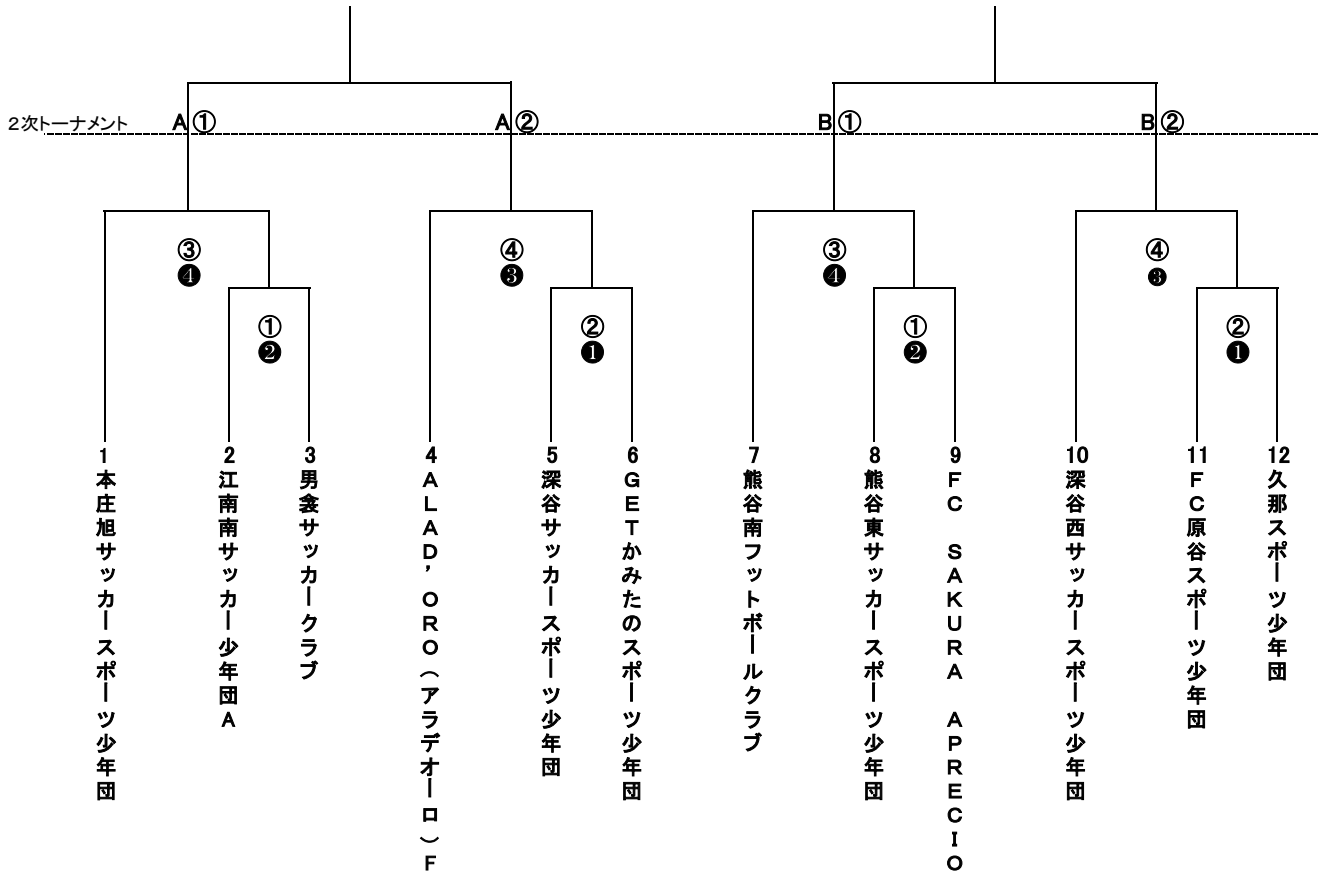 2次トーナメント A① A② B① B②
③ ④ ③ ④
❹ ❸ ❹ ❸
① ② ① ②
❷ ❶ ❷ ❶
1 本庄旭サッカースポーツ少年団
2 江南南サッカー少年団A
3 男衾サッカークラブ
4 ALAD’ORO(アラデオーロ)F
5 深谷サッカースポーツ少年団
6 GETかみたのスポーツ少年団
7 熊谷南フットボールクラブ
8 熊谷東サッカースポーツ少年団
9 FC SAKURA APRECIO
10 深谷西サッカースポーツ少年団
11 FC原谷スポーツ少年団
12 久那スポーツ少年団